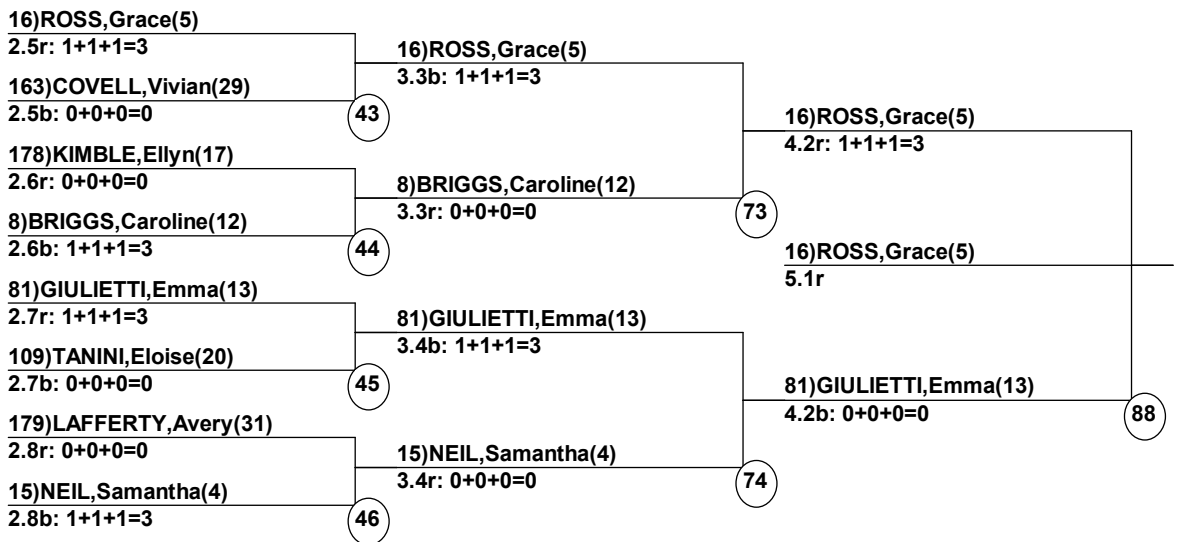 16)ROSS,Grace(5)
2.5r: 1+1+1=3
163)COVELL,Vivian(29)
2.5b: 0+0+0=0
43
178)KIMBLE,Ellyn(17)
2.6r: 0+0+0=0
8)BRIGGS,Caroline(12)
2.6b: 1+1+1=3
44
81)GIULIETTI,Emma(13)
2.7r: 1+1+1=3
109)TANINI,Eloise(20)
2.7b: 0+0+0=0
45
179)LAFFERTY,Avery(31)
2.8r: 0+0+0=0
15)NEIL,Samantha(4)
2.8b: 1+1+1=3
46
16)ROSS,Grace(5)
3.3b: 1+1+1=3
8)BRIGGS,Caroline(12)
3.3r: 0+0+0=0
73
81)GIULIETTI,Emma(13)
3.4b: 1+1+1=3
15)NEIL,Samantha(4)
3.4r: 0+0+0=0
74
16)ROSS,Grace(5)
4.2r: 1+1+1=3
16)ROSS,Grace(5)
5.1r
81)GIULIETTI,Emma(13)
4.2b: 0+0+0=0
88